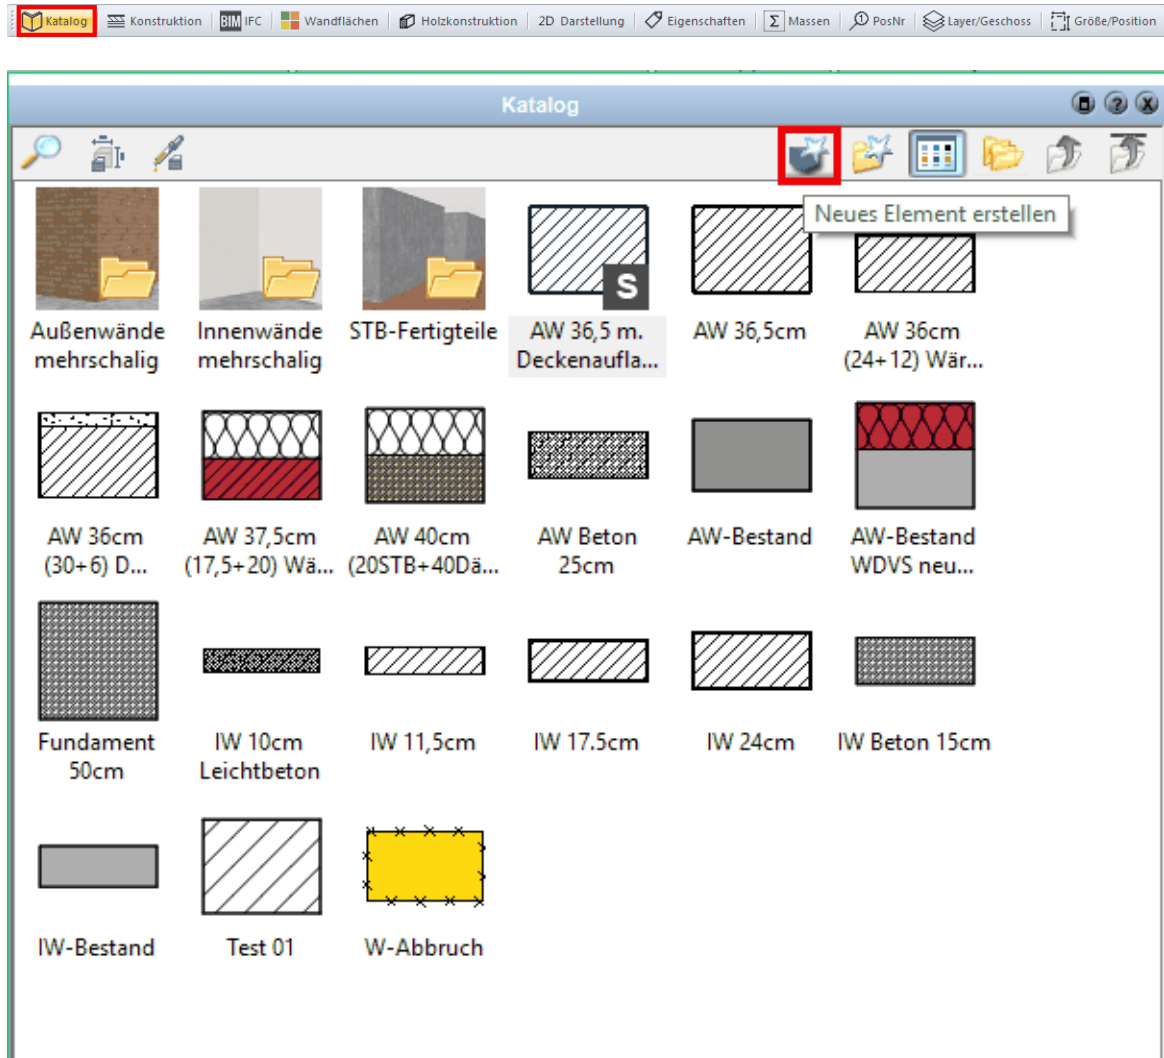 Katalog Konstruktion BIM IFC Wandflächen Holzkonstruktion 2D Darstellung Eigenschaften Σ Massen 1 PosNr Layer/Geschoss Größe/Position
Katalog
Neues Element erstellen
S
Außenwände mehrschalig
Innenwände mehrschalig
STB-Fertigteile
AW 36,5 m. Deckenaufla...
AW 36,5cm
AW 36cm (24+12) Wär...
AW 36cm (30+6) D...
AW 37,5cm (17,5+20) Wä...
AW 40cm (20STB+40Dä...
AW Beton 25cm
AW-Bestand
AW-Bestand WDVS neu...
Fundament 50cm
IW 10cm Leichtbeton
IW 11,5cm
IW 17.5cm
IW 24cm
IW Beton 15cm
IW-Bestand
Test 01
W-Abbruch